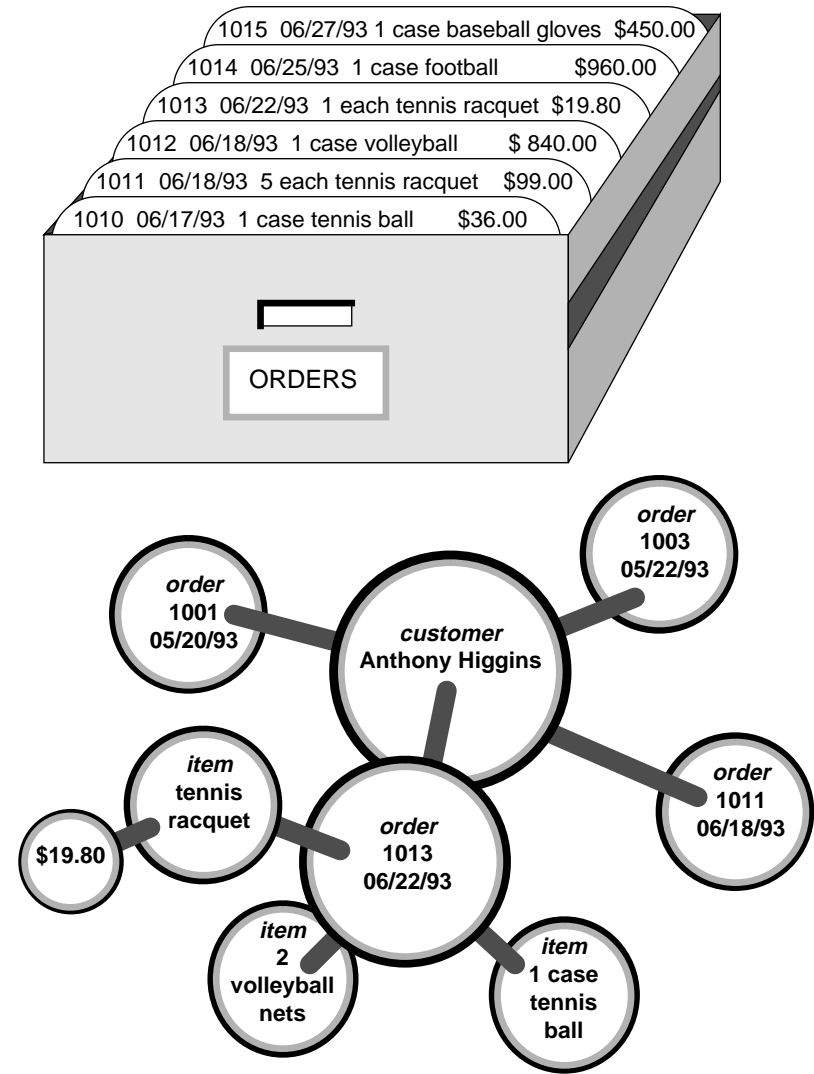 1015 06/27/93 1 case baseball gloves $450.00
1014 06/25/93 1 case football $960.00
1013 06/22/93 1 each tennis racquet $19.80
1012 06/18/93 1 case volleyball $ 840.00
1011 06/18/93 5 each tennis racquet $99.00
1010 06/17/93 1 case tennis ball $36.00
ORDERS
order
1003
05/22/93
order
1001
05/20/93
customer
Anthony Higgins
item
tennis
racquet
order
1011
06/18/93
$19.80
order
1013
06/22/93
item
2
volleyball
nets
item
1 case
tennis
ball